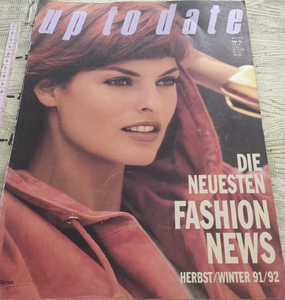 up to date
DIE
NEUESTEN
FASHION
NEWS
HERBST/WINTER 91/92